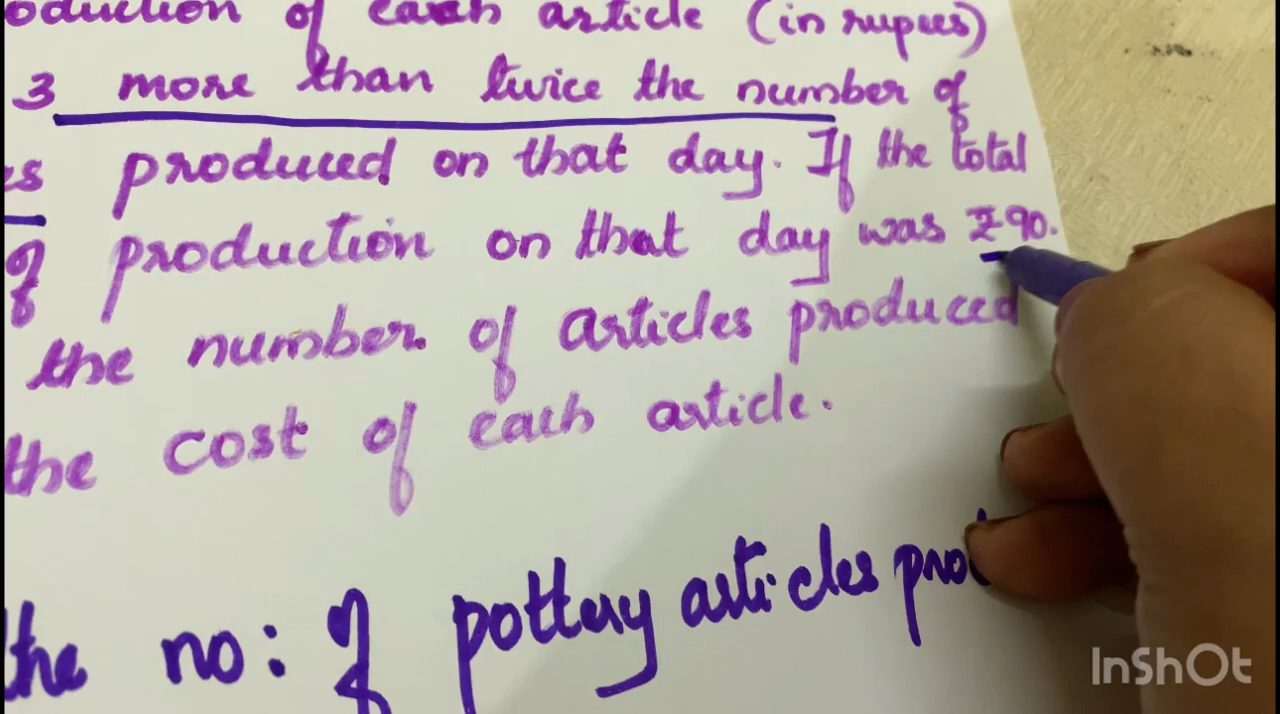 oduction of each article (in rupees)
3 more than twice the number of
es produced on that day. If the total
of production on that day was ₹90.
the number of articles produced
the cost of each article.
the no: of pottery articles prod
InShOt